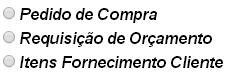 Pedido de Compra
Requisição de Orçamento
Itens Fornecimento Cliente